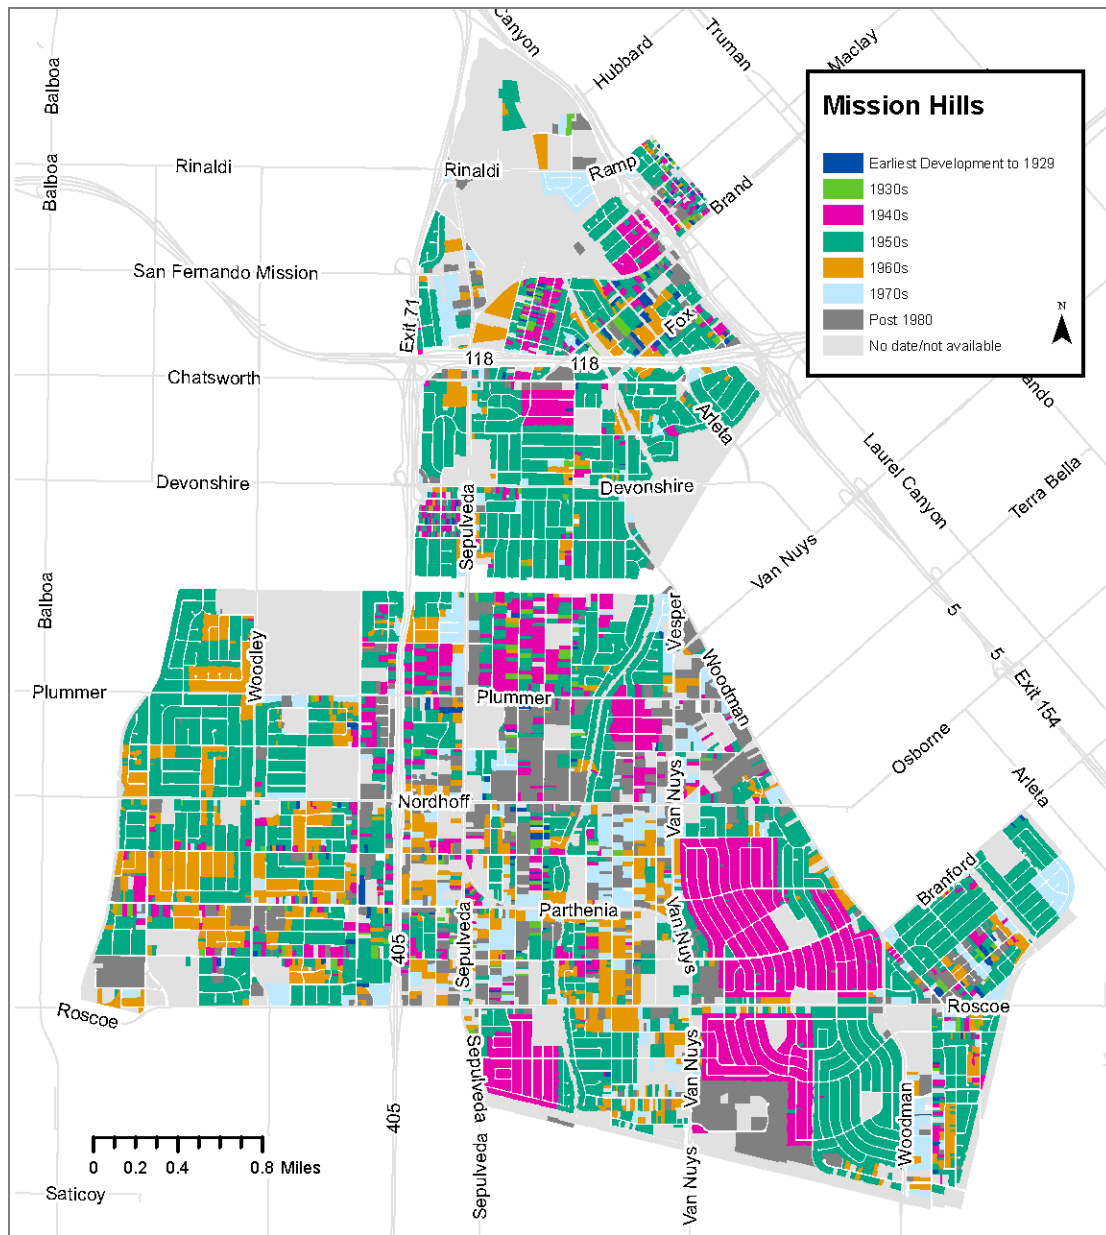 Canyon
Truman
Hubbard
Maclay
Balboa
Mission Hills
Earliest Development to 1929
1930s
1940s
1950s
1960s
1970s
Post 1980
No date/not available
N
Rinaldi
Rinaldi
Ramp
Balboa
Brand
San Fernando Mission
Exit 71
Fox
118
118
Chatsworth
ando
Arleta
Laurel Canyon
Terra Bella
Devonshire
Devonshire
Sepulveda
Van Nuys
Balboa
5
Vesper
Woodley
Woodman
5
Plummer
Plummer
Exit 154
Osborne
Arleta
Van Nuys
Nordhoff
Branford
Parthenia
Van Nuys
Sepulveda
405
Roscoe
Roscoe
Sepulveda
Van Nuys
Woodman
405
0 0.2 0.4 0.8 Miles
Sepulveda
Van Nuys
Saticoy